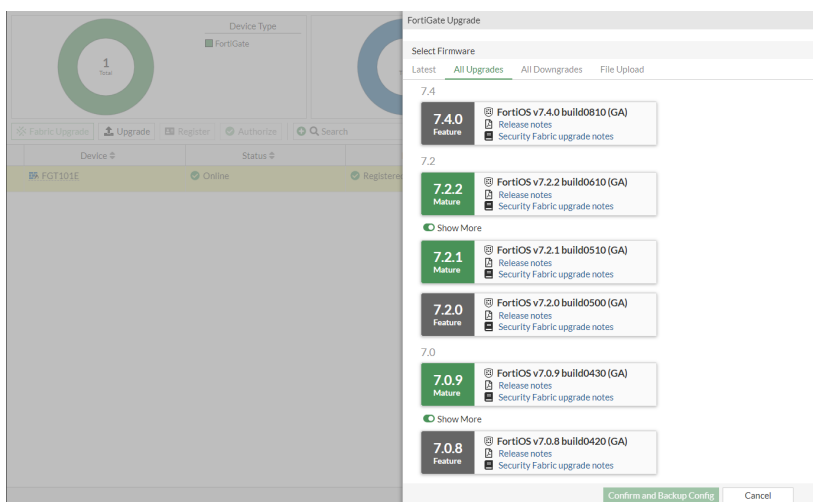 Device Type
FortiGate
1
Total
Fabric Upgrade
Upgrade
Register
Authorize
Search
Device
Status
FGT101E
Online
Registered
FortiGate Upgrade
Select Firmware
Latest
All Upgrades
All Downgrades
File Upload
7.4
7.4.0
Feature
FortiOS v7.4.0 build0810 (GA)
Release notes
Security Fabric upgrade notes
7.2
7.2.2
Mature
FortiOS v7.2.2 build0610 (GA)
Release notes
Security Fabric upgrade notes
Show More
7.2.1
Mature
FortiOS v7.2.1 build0510 (GA)
Release notes
Security Fabric upgrade notes
7.2.0
Feature
FortiOS v7.2.0 build0500 (GA)
Release notes
Security Fabric upgrade notes
7.0
7.0.9
Mature
FortiOS v7.0.9 build0430 (GA)
Release notes
Security Fabric upgrade notes
Show More
7.0.8
Feature
FortiOS v7.0.8 build0420 (GA)
Release notes
Security Fabric upgrade notes
Confirm and Backup Config
Cancel